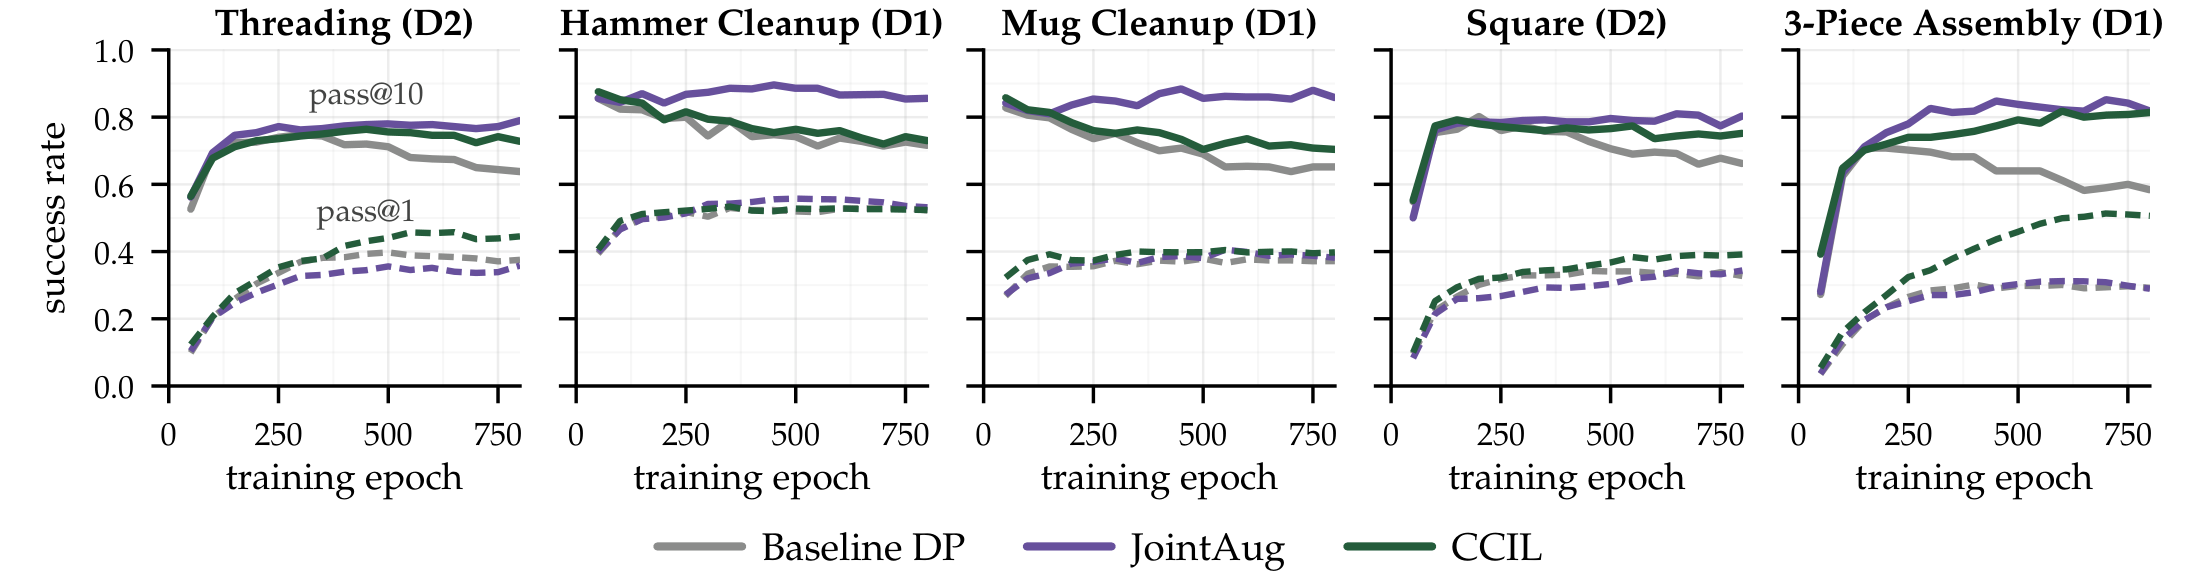 Threading (D2) Hammer Cleanup (D1) Mug Cleanup (D1) Square (D2) 3-Piece Assembly (D1)
success rate
1.0
0.8
0.6
0.4
0.2
0.0
pass@10
pass@1
0 250 500 750 0 250 500 750 0 250 500 750 0 250 500 750 0 250 500 750
training epoch training epoch training epoch training epoch training epoch
Baseline DP JointAug CCIL